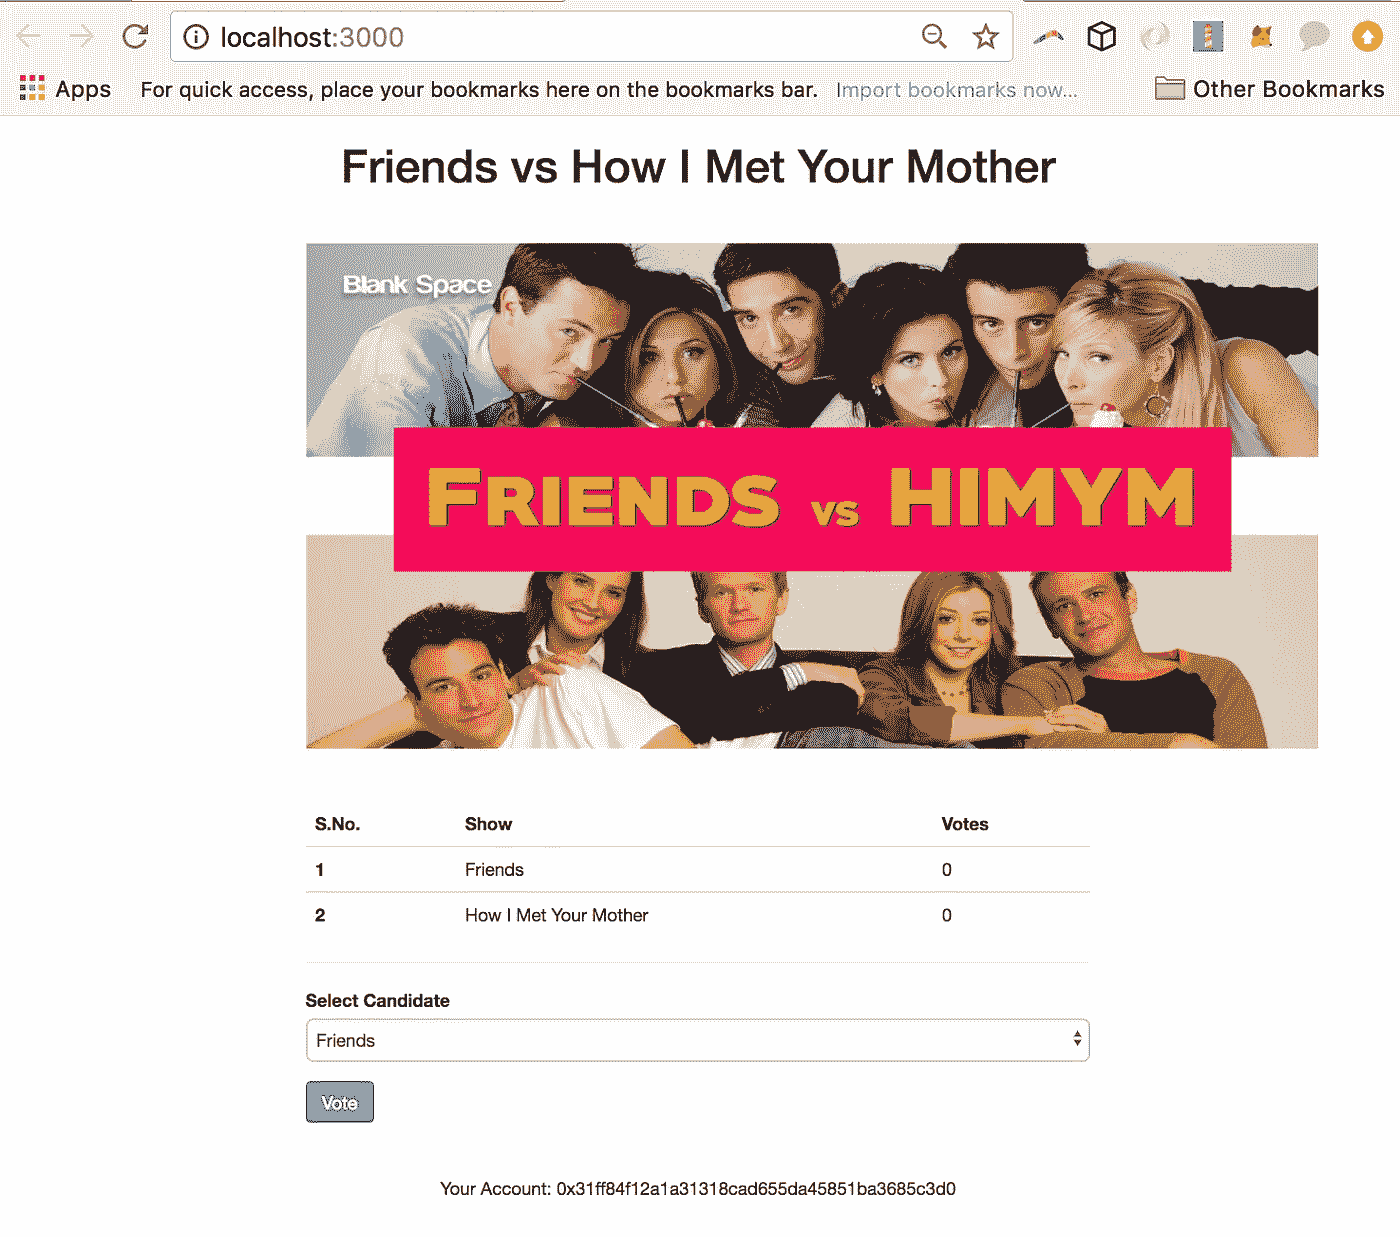 localhost:3000
Apps For quick access, place your bookmarks here on the bookmarks bar. Import bookmarks now... Other Bookmarks
Friends vs How I Met Your Mother
Blank Space
FRIENDS VS HIMYM
S.No. Show Votes
1 Friends 0
2 How I Met Your Mother 0
Select Candidate
Friends
Vote
Your Account: 0x31ff84f12a1a31318cad655da45851ba3685c3d0